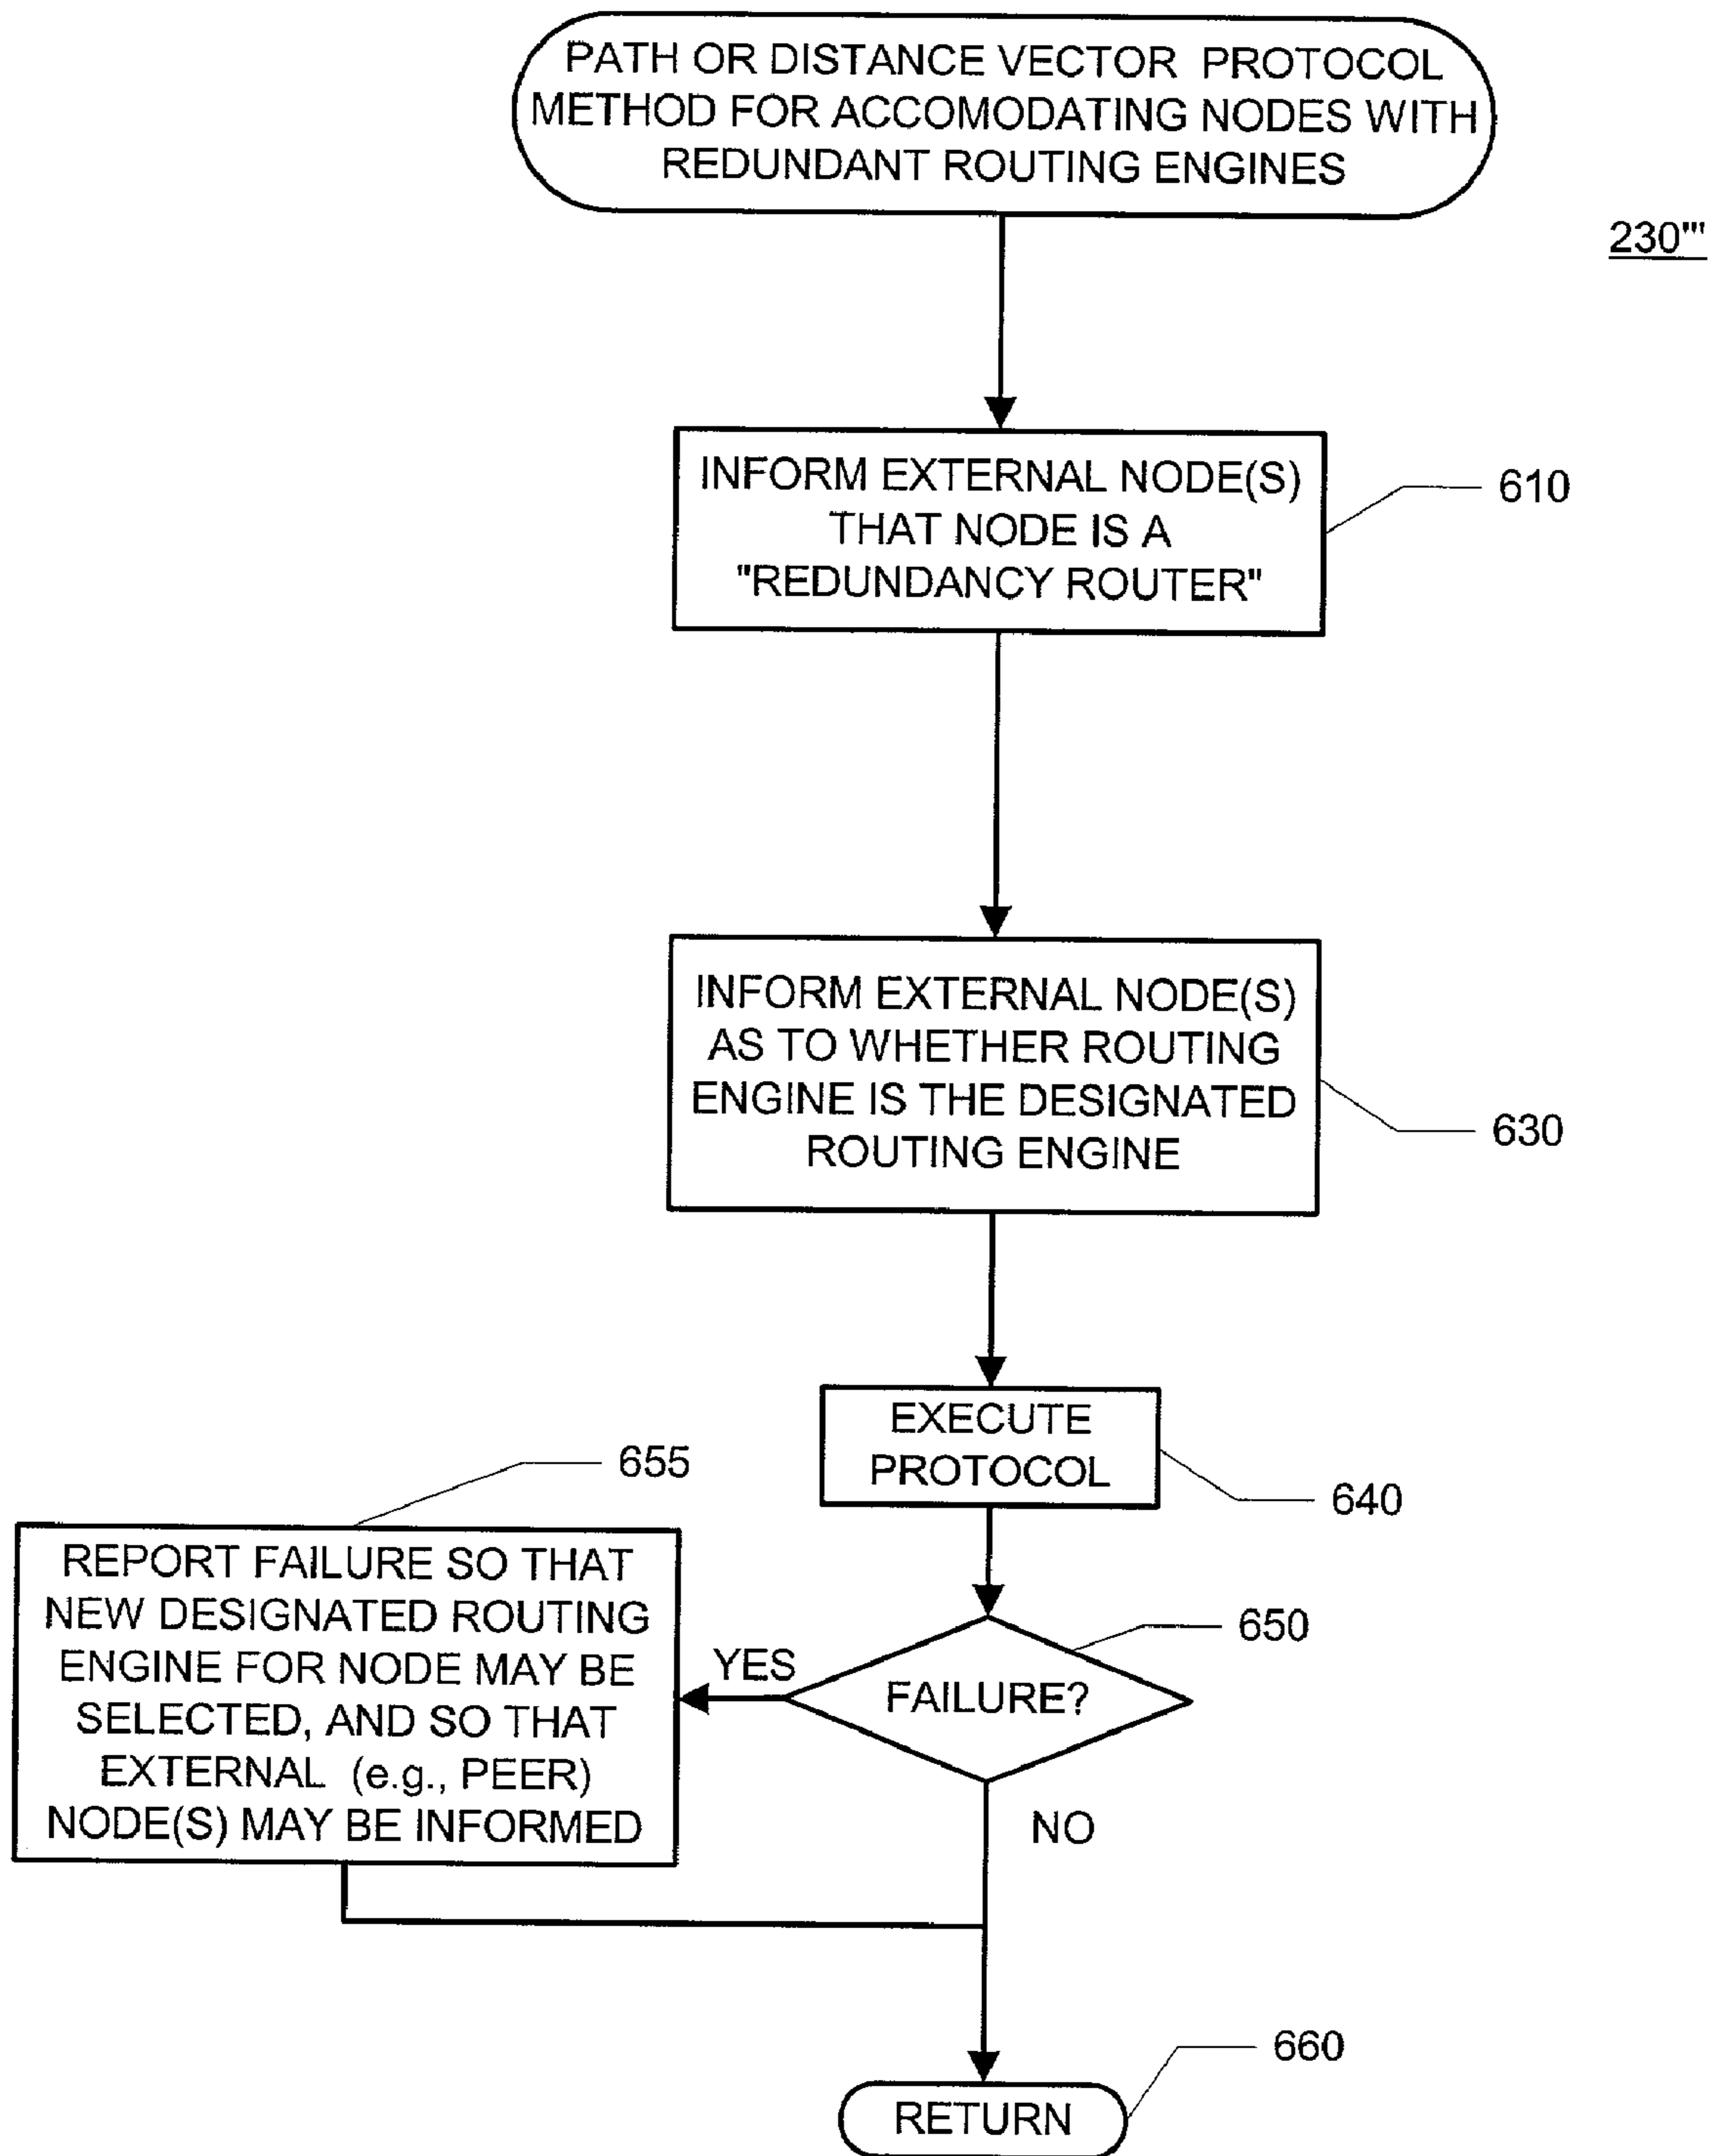 PATH OR DISTANCE VECTOR PROTOCOL
METHOD FOR ACCOMODATING NODES WITH
REDUNDANT ROUTING ENGINES
230'''
INFORM EXTERNAL NODE(S)
THAT NODE IS A
"REDUNDANCY ROUTER"
610
INFORM EXTERNAL NODE(S)
AS TO WHETHER ROUTING
ENGINE IS THE DESIGNATED
ROUTING ENGINE
630
EXECUTE
PROTOCOL
640
655
REPORT FAILURE SO THAT
NEW DESIGNATED ROUTING
ENGINE FOR NODE MAY BE
SELECTED, AND SO THAT
EXTERNAL (e.g., PEER)
NODE(S) MAY BE INFORMED
650
YES
FAILURE?
NO
660
RETURN